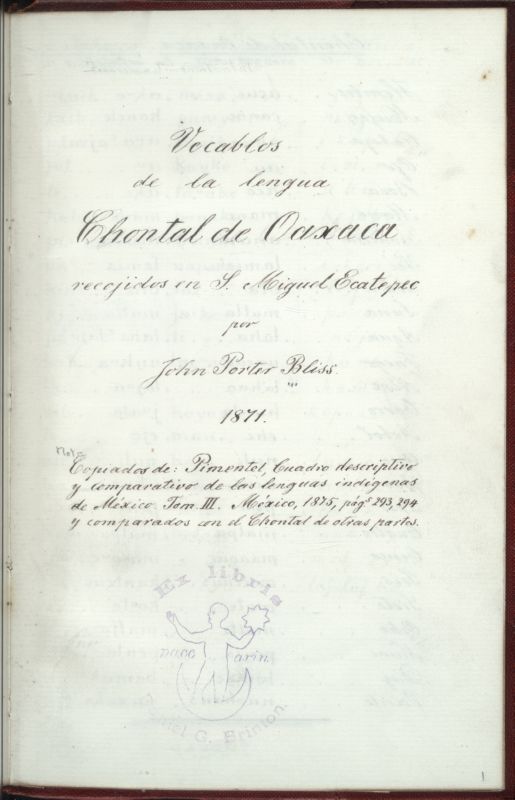 Vocablos
de la lengua
Chontal de Oaxaca
recojidos en S. Miguel Ecatepec
por
John Porter Bliss
1871.
Copiados de: Pimentel, Cuadro descriptivo
y comparativo de las lenguas indígenas
de México. Tom. III. México, 1875, págs 293, 294
y comparados con el Chontal de otras partes.
Ex libris
Daniel G. Brinton.
1